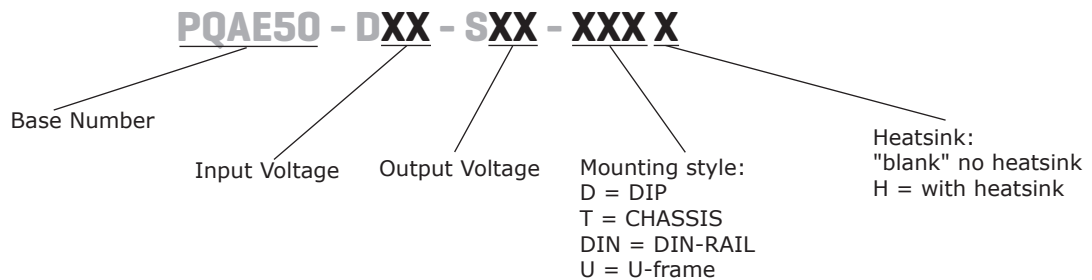 PQAE50 - DXX - SXX - XXX X
Base Number
Input Voltage
Output Voltage
Mounting style:
D = DIP
T = CHASSIS
DIN = DIN-RAIL
U = U-frame
Heatsink:
"blank" no heatsink
H = with heatsink